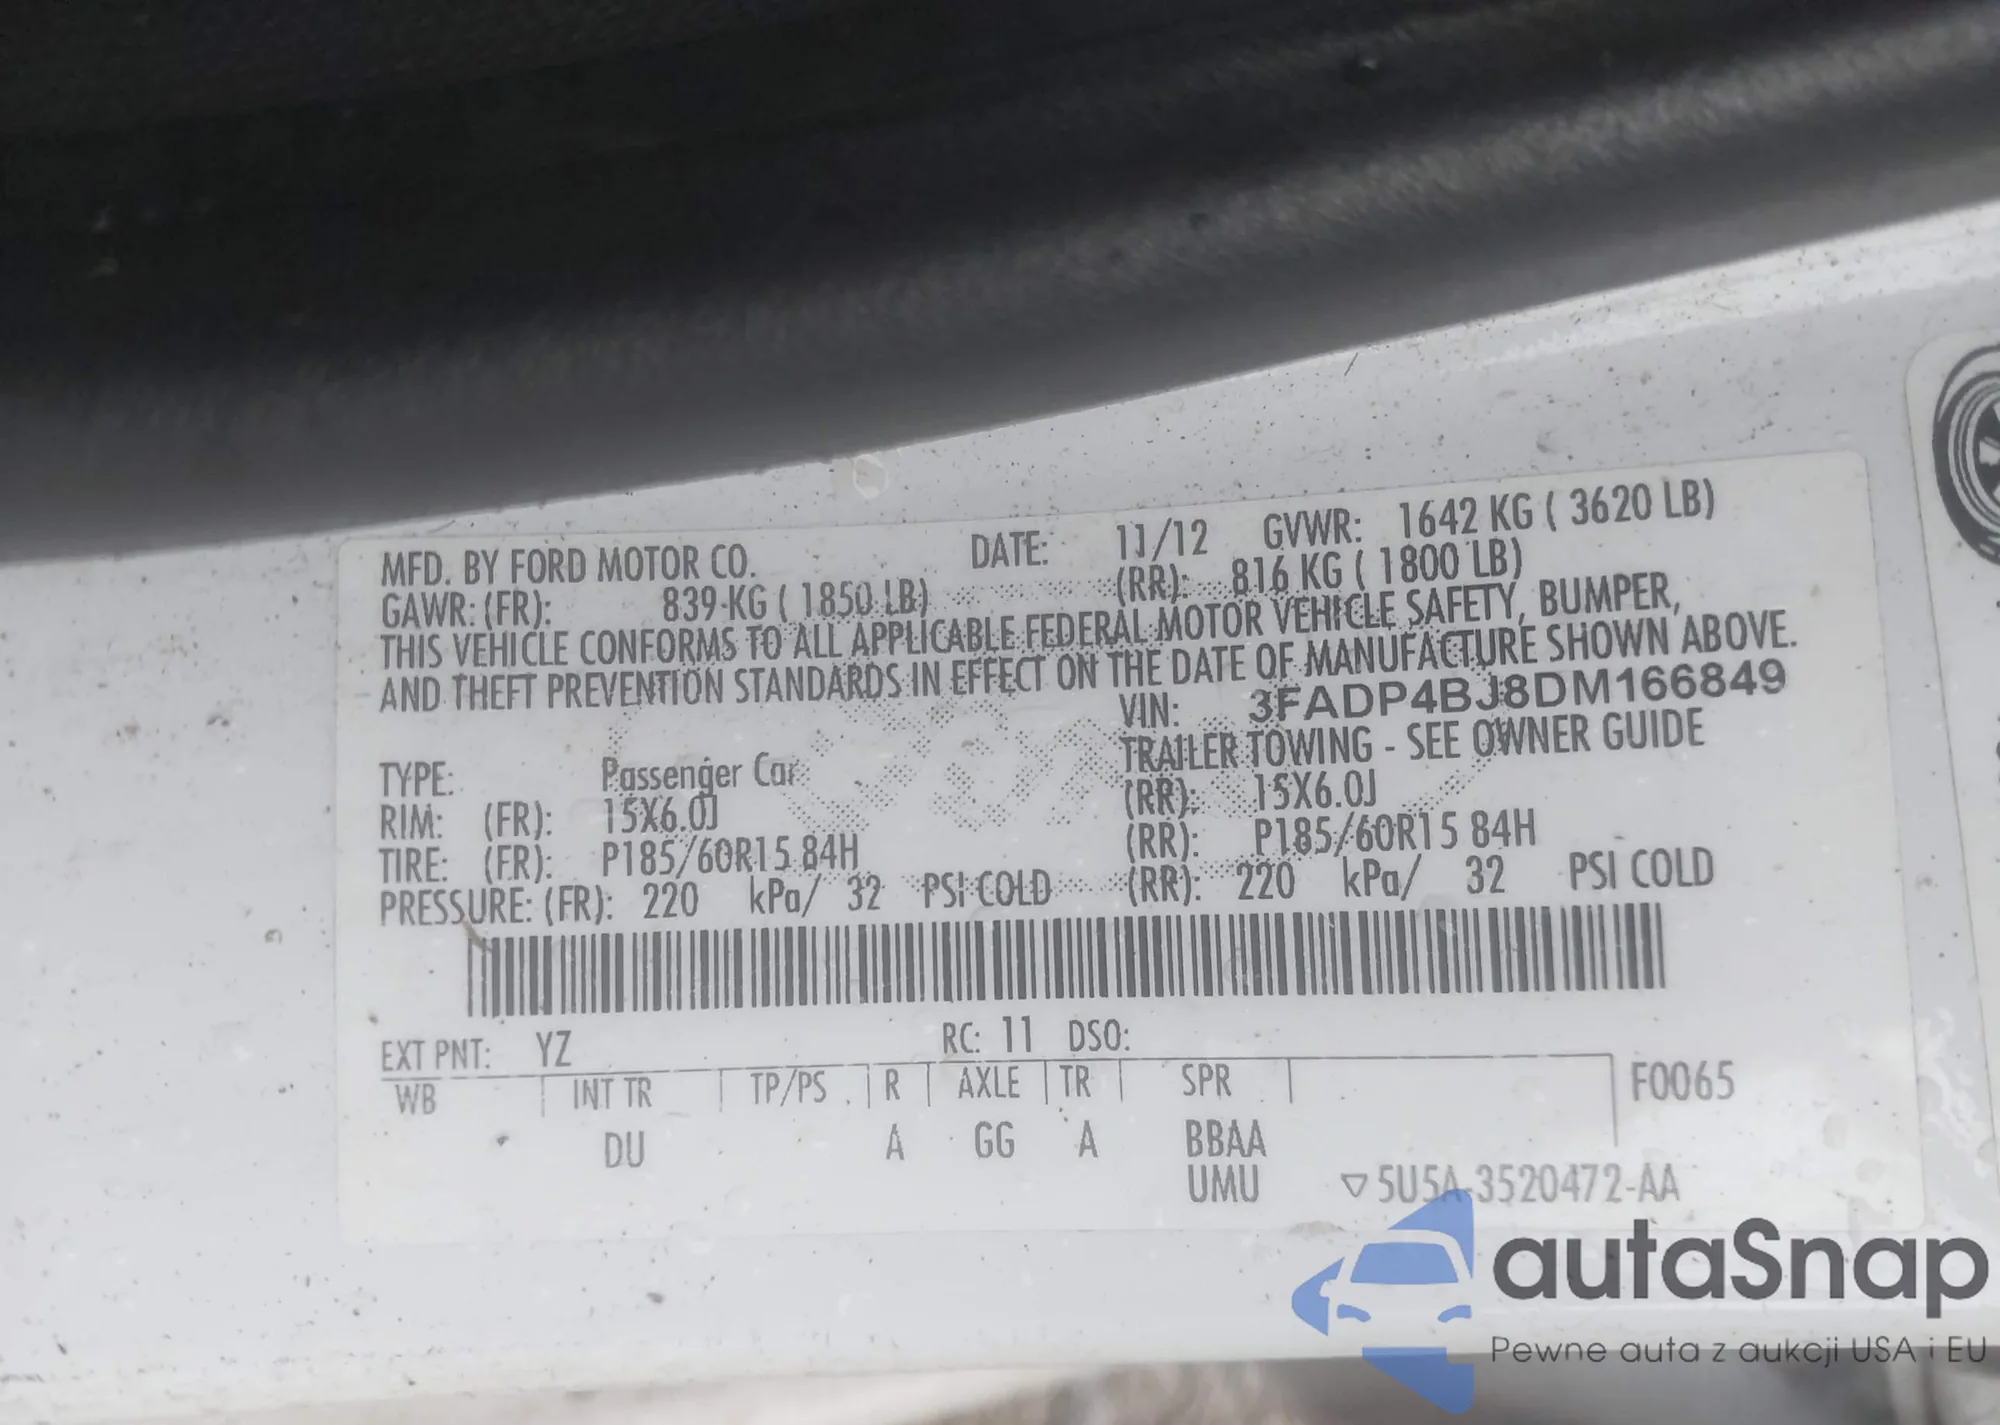 MFD. BY FORD MOTOR CO. DATE: 11/12 GVWR: 1642 KG ( 3620 LB)
GAWR: (FR): 839 KG ( 1850 LB) (RR): 816 KG ( 1800 LB)
THIS VEHICLE CONFORMS TO ALL APPLICABLE FEDERAL MOTOR VEHICLE SAFETY, BUMPER,
AND THEFT PREVENTION STANDARDS IN EFFECT ON THE DATE OF MANUFACTURE SHOWN ABOVE.
VIN: 3FADP4BJ8DM166849
TYPE: Passenger Car TRAILER TOWING - SEE OWNER GUIDE
RIM: (FR): 15X6.0J (RR): 15X6.0J
TIRE: (FR): P185/60R15 84H (RR): P185/60R15 84H
PRESSURE: (FR): 220 kPa/ 32 PSI COLD (RR): 220 kPa/ 32 PSI COLD
EXT PNT: YZ RC: 11 DSO:
WB INT TR TP/PS R AXLE TR SPR F0065
DU A GG A BBAA
UMU ▽5U5A-3520472-AA
autaSnap
Pewne auta z aukcji USA i EU